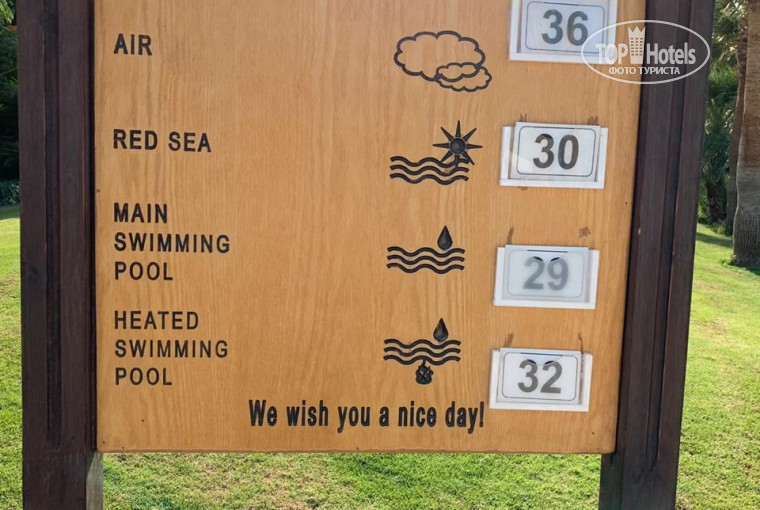 AIR
36
TOP Hotels
ФОТО ТУРИСТА
RED SEA
30
MAIN
SWIMMING
POOL
29
HEATED
SWIMMING
POOL
32
We wish you a nice day!